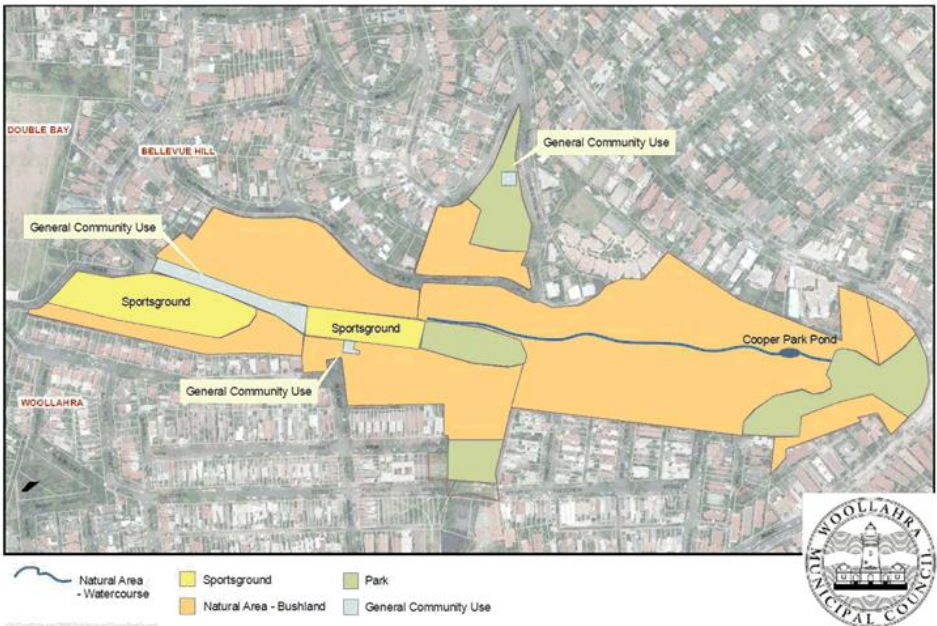 DOUBLE BAY
BELLEVUE HILL
General Community Use
General Community Use
Sportsground
Sportsground
Cooper Park Pond
General Community Use
WOOLLAHRA
Natural Area
- Watercourse
Sportsground
Park
Natural Area - Bushland
General Community Use
WOOLLAHRA
MUNICIPAL COUNCIL